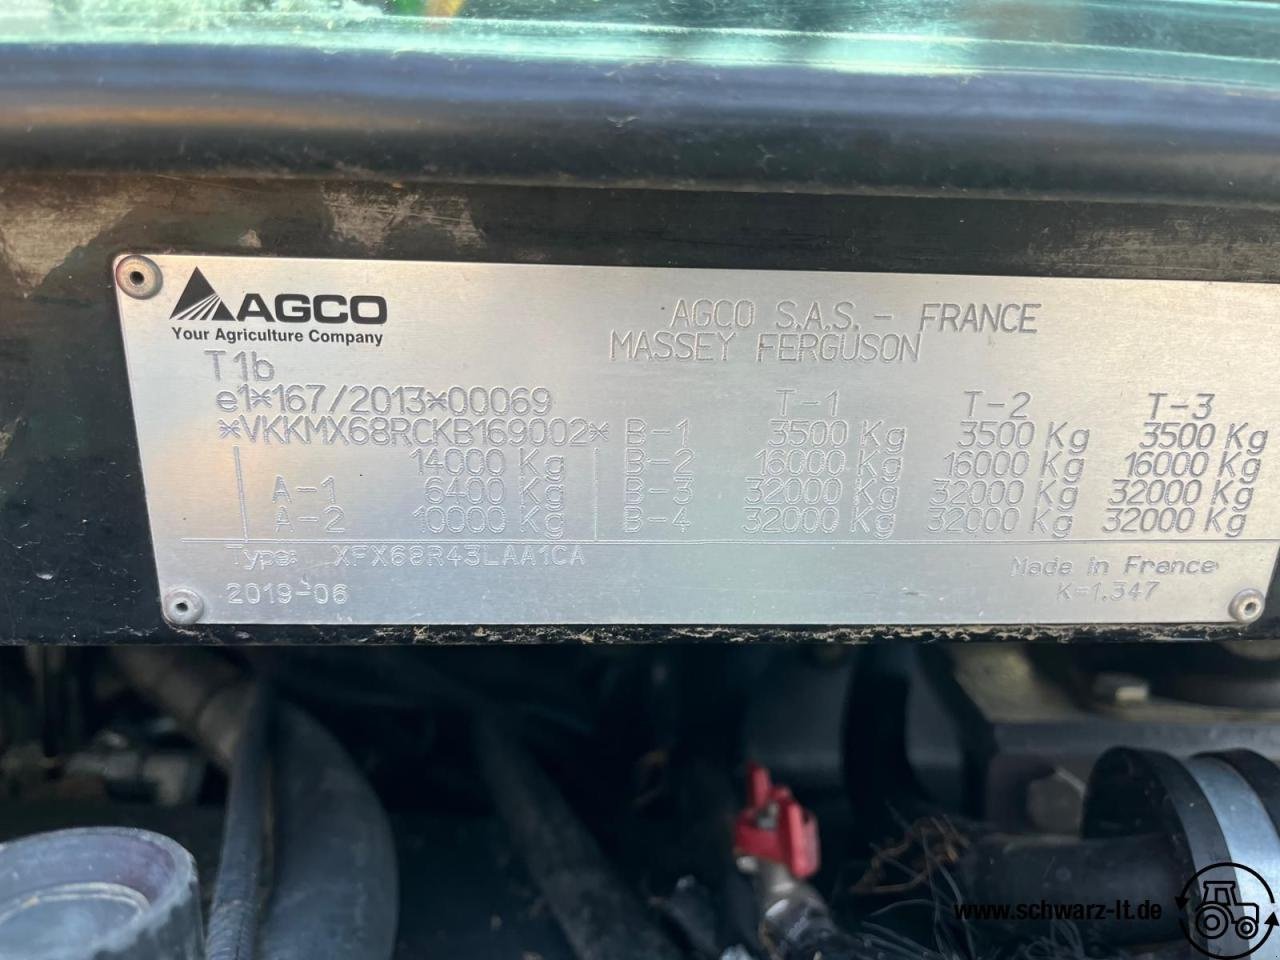 AGCO
Your Agriculture Company
AGCO S.A.S. - FRANCE
MASSEY FERGUSON
T1b
e1*167/2013*00069
*VKKMX68RCKB169002*
T-1 T-2 T-3
B-1 3500 Kg 3500 Kg 3500 Kg
14000 Kg B-2 16000 Kg 16000 Kg 16000 Kg
A-1 6400 Kg B-3 32000 Kg 32000 Kg 32000 Kg
A-2 10000 Kg B-4 32000 Kg 32000 Kg 32000 Kg
Type: XFX68R43LAA1CA
Made In France
2019-06
K=1.347
www.schwarz-lt.de